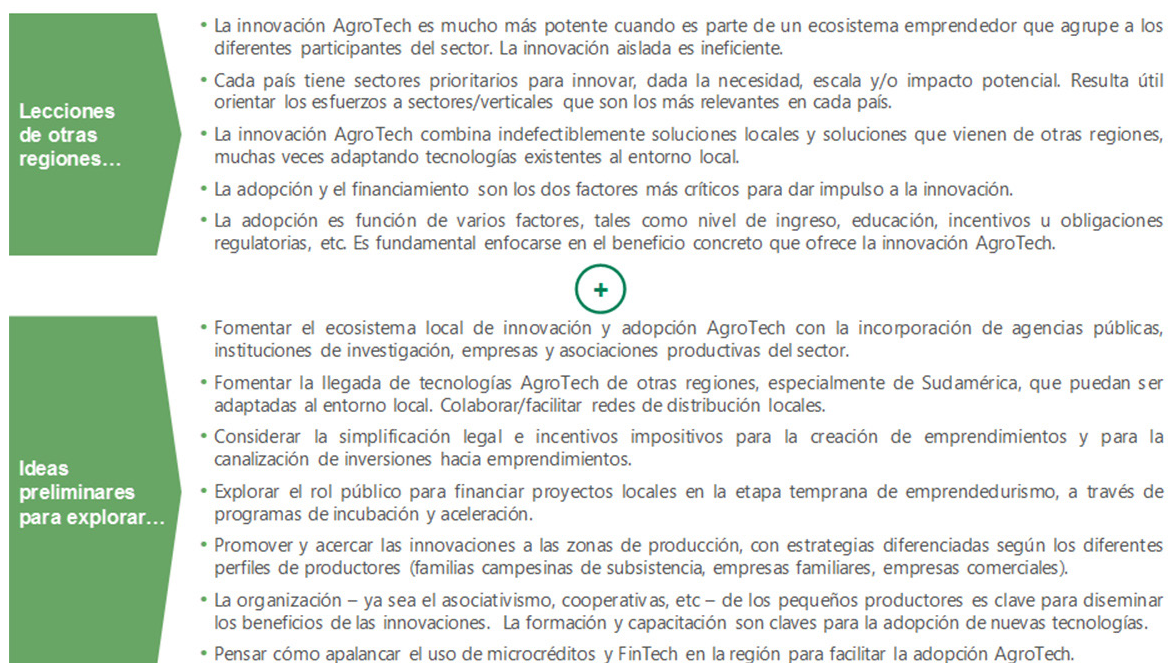 Lecciones
de otras
regiones…
• La innovación AgroTech es mucho más potente cuando es parte de un ecosistema emprendedor que agrupe a los
diferentes participantes del sector. La innovación aislada es ineficiente.
• Cada país tiene sectores prioritarios para innovar, dada la necesidad, escala y/o impacto potencial. Resulta útil
orientar los esfuerzos a sectores/verticales que son los más relevantes en cada país.
• La innovación AgroTech combina indefectiblemente soluciones locales y soluciones que vienen de otras regiones,
muchas veces adaptando tecnologías existentes al entorno local.
• La adopción y el financiamiento son los dos factores más críticos para dar impulso a la innovación.
• La adopción es función de varios factores, tales como nivel de ingreso, educación, incentivos u obligaciones
regulatorias, etc. Es fundamental enfocarse en el beneficio concreto que ofrece la innovación AgroTech.
+
Ideas
preliminares
para explorar…
• Fomentar el ecosistema local de innovación y adopción AgroTech con la incorporación de agencias públicas,
instituciones de investigación, empresas y asociaciones productivas del sector.
• Fomentar la llegada de tecnologías AgroTech de otras regiones, especialmente de Sudamérica, que puedan ser
adaptadas al entorno local. Colaborar/facilitar redes de distribución locales.
• Considerar la simplificación legal e incentivos impositivos para la creación de emprendimientos y para la
canalización de inversiones hacia emprendimientos.
• Explorar el rol público para financiar proyectos locales en la etapa temprana de emprendedurismo, a través de
programas de incubación y aceleración.
• Promover y acercar las innovaciones a las zonas de producción, con estrategias diferenciadas según los diferentes
perfiles de productores (familias campesinas de subsistencia, empresas familiares, empresas comerciales).
• La organización – ya sea el asociativismo, cooperativas, etc – de los pequeños productores es clave para diseminar
los beneficios de las innovaciones. La formación y capacitación son claves para la adopción de nuevas tecnologías.
• Pensar cómo apalancar el uso de microcréditos y FinTech en la región para facilitar la adopción AgroTech.